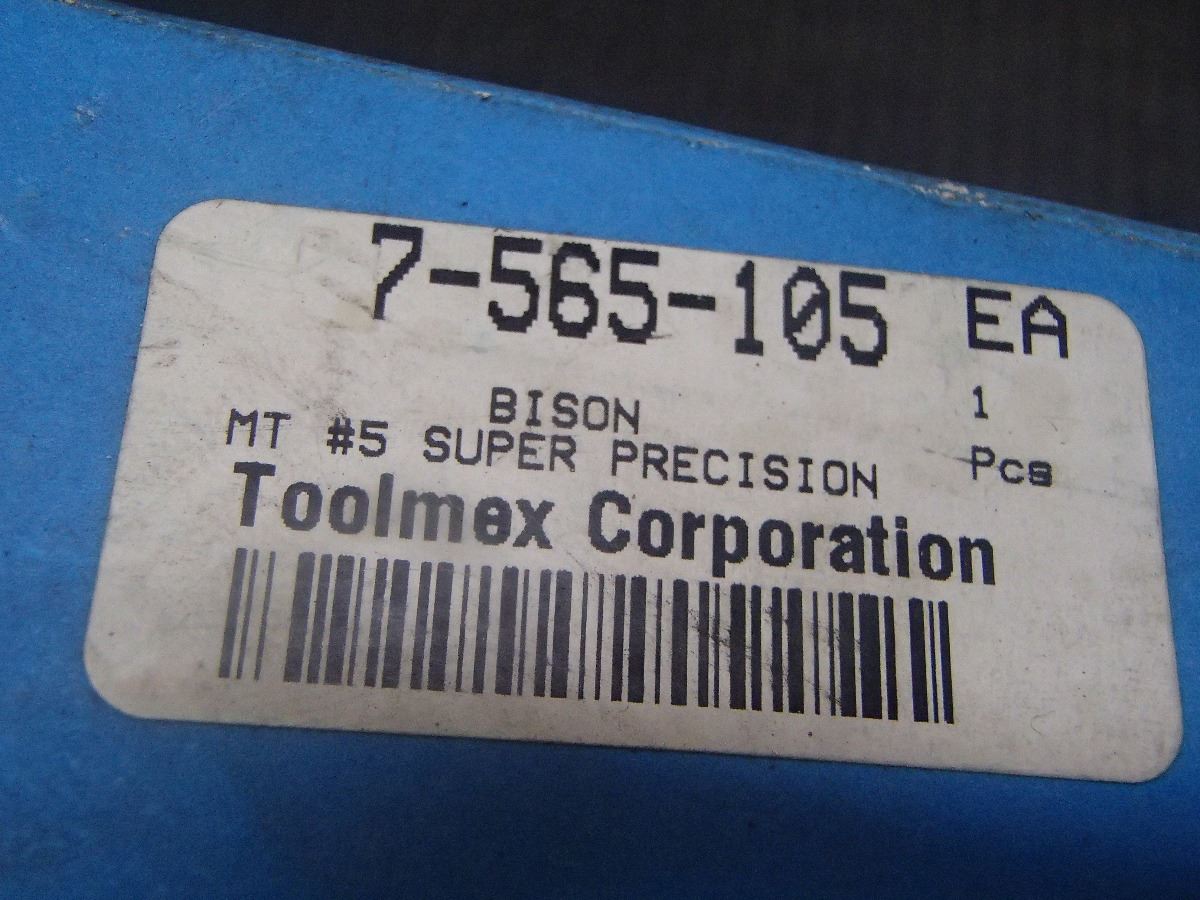 7-565-105 EA
BISON 1
MT #5 SUPER PRECISION Pcs
Toolmex Corporation